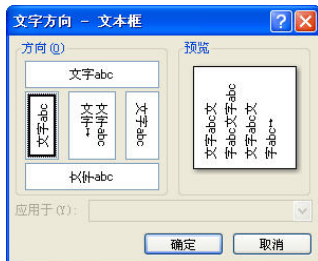 文字方向 - 文本框
方向(O)
文字abc
文字abc
文字abc
文字→
文字abc
文字abc
预览
文字abc文
字abc文字abc
文字abc文
字abc→
应用于(Y):
确定
取消